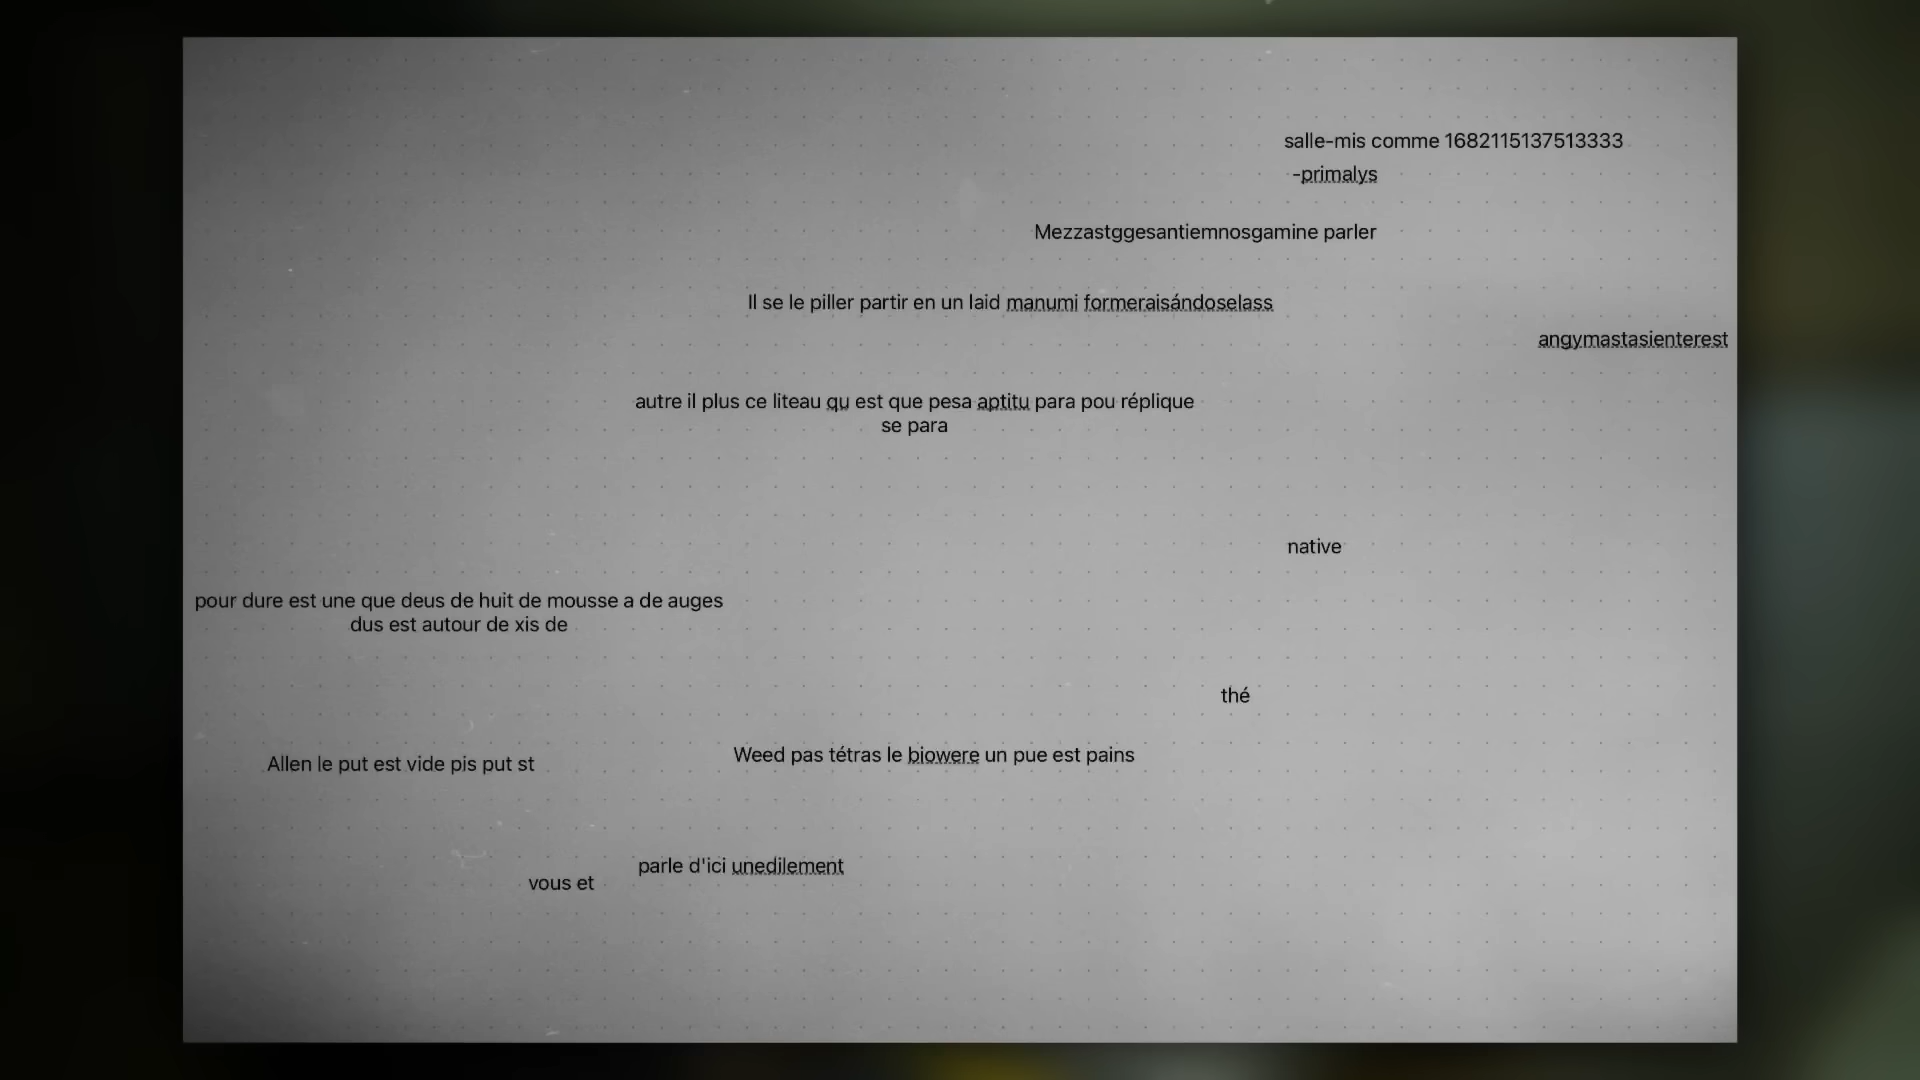 salle-mis comme 1682115137513333
-primalys
Mezzastggesantiemnosgamine parler
Il se le piller partir en un laid manumi formeraisándoselass
angymastasienterest
autre il plus ce liteau qu est que pesa aptitu para pou réplique
se para
native
pour dure est une que deus de huit de mousse a de auges
dus est autour de xis de
thé
Weed pas tétras le biowere un pue est pains
Allen le put est vide pis put st
parle d'ici unedilement
vous et